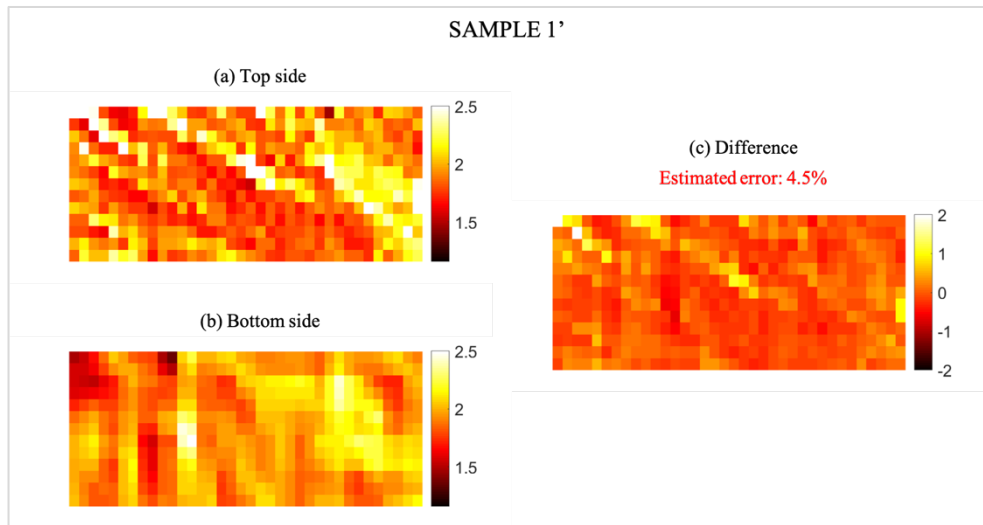 SAMPLE 1’
(a) Top side
2.5
2
1.5
(b) Bottom side
2.5
2
1.5
(c) Difference
Estimated error: 4.5%
2
1
0
-1
-2